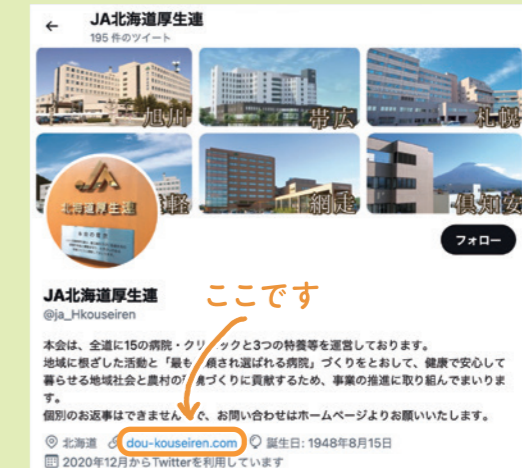 JA北海道厚生連
195 件のツイート
旭川
帯広
札幌
軽
網走
倶知安
JA
北海道厚生連
フォロー
JA北海道厚生連
@ja_Hkouseiren
ここです
本会は、全道に15の病院・クリ ックと3つの特養等を運営しております。
地域に根ざした活動と「最も 頼され選ばれる病院」づくりをとおして、健康で安心して
暮らせる地域社会と農村の 境づくりに貢献するため、事業の推進に取り組んでまいりま
す。
個別のお返事はできません で、お問い合わせはホームページよりお願いいたします。
北海道 dou-kouseiren.com 誕生日: 1948年8月15日
2020年12月からTwitterを利用しています